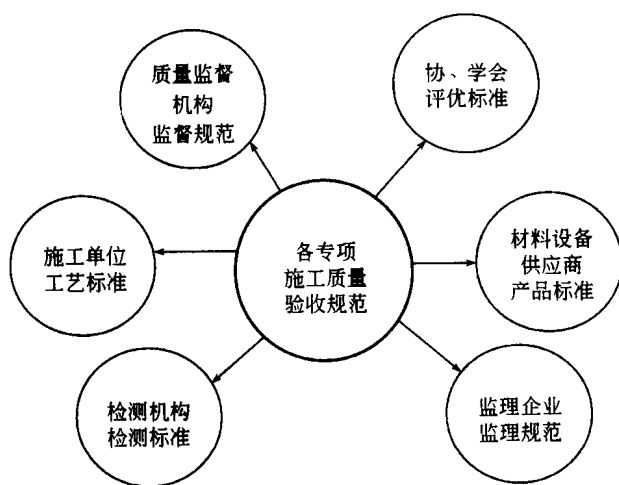 质量监督
机构
监督规范
协、学会
评优标准
施工单位
工艺标准
各专项
施工质量
验收规范
材料设备
供应商
产品标准
检测机构
检测标准
监理企业
监理规范